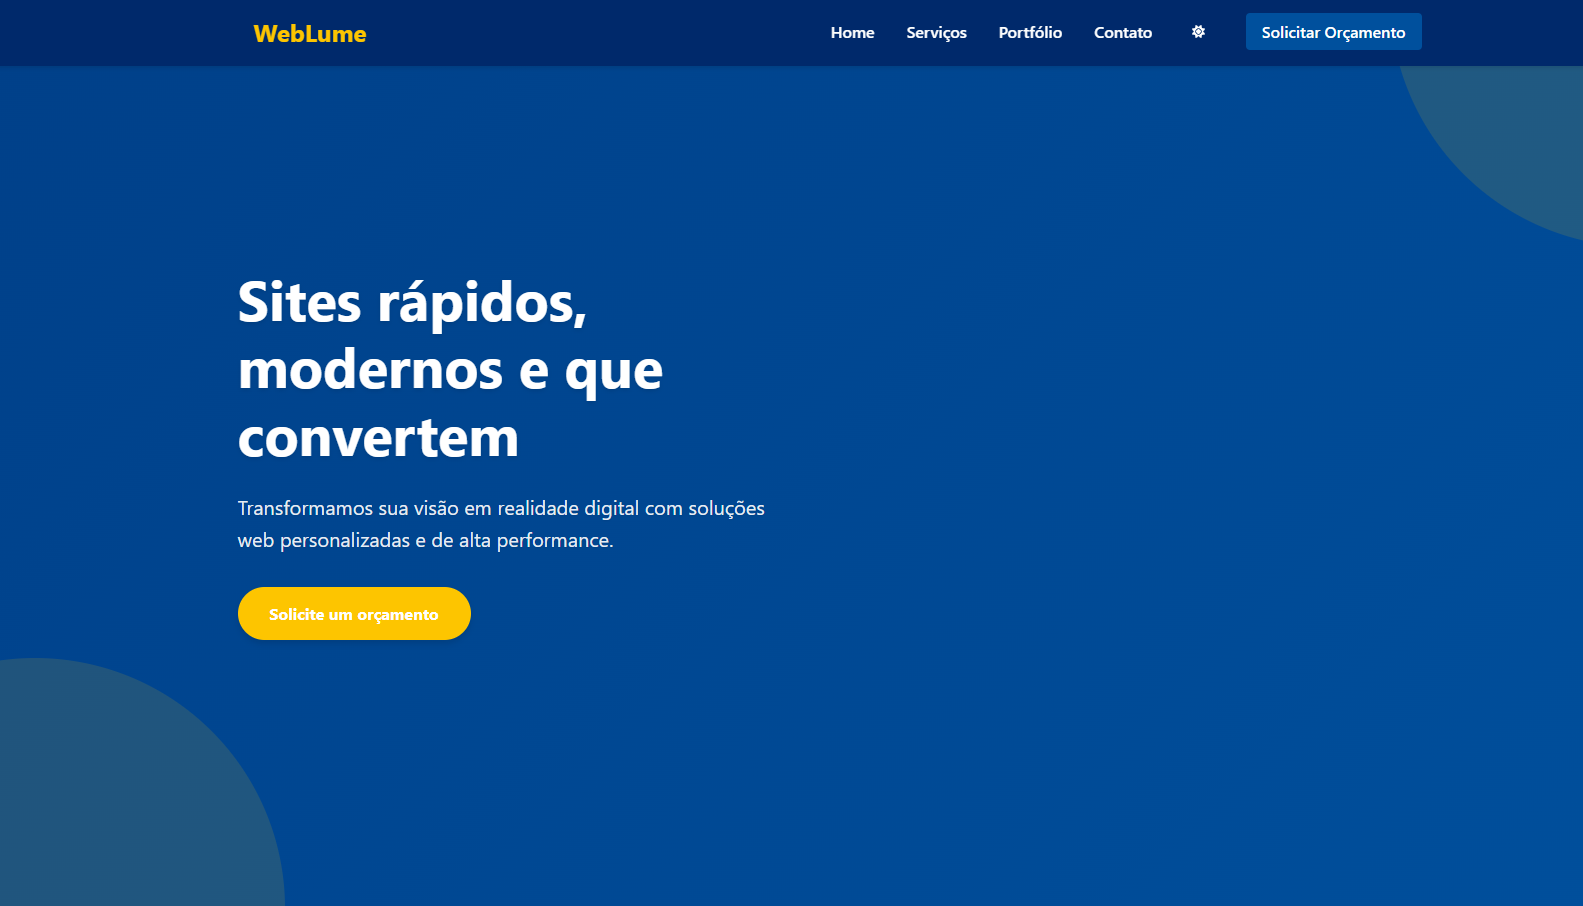 WebLume
Home
Serviços
Portfólio
Contato
Solicitar Orçamento
Sites rápidos,
modernos e que
convertem
Transformamos sua visão em realidade digital com soluções
web personalizadas e de alta performance.
Solicite um orçamento